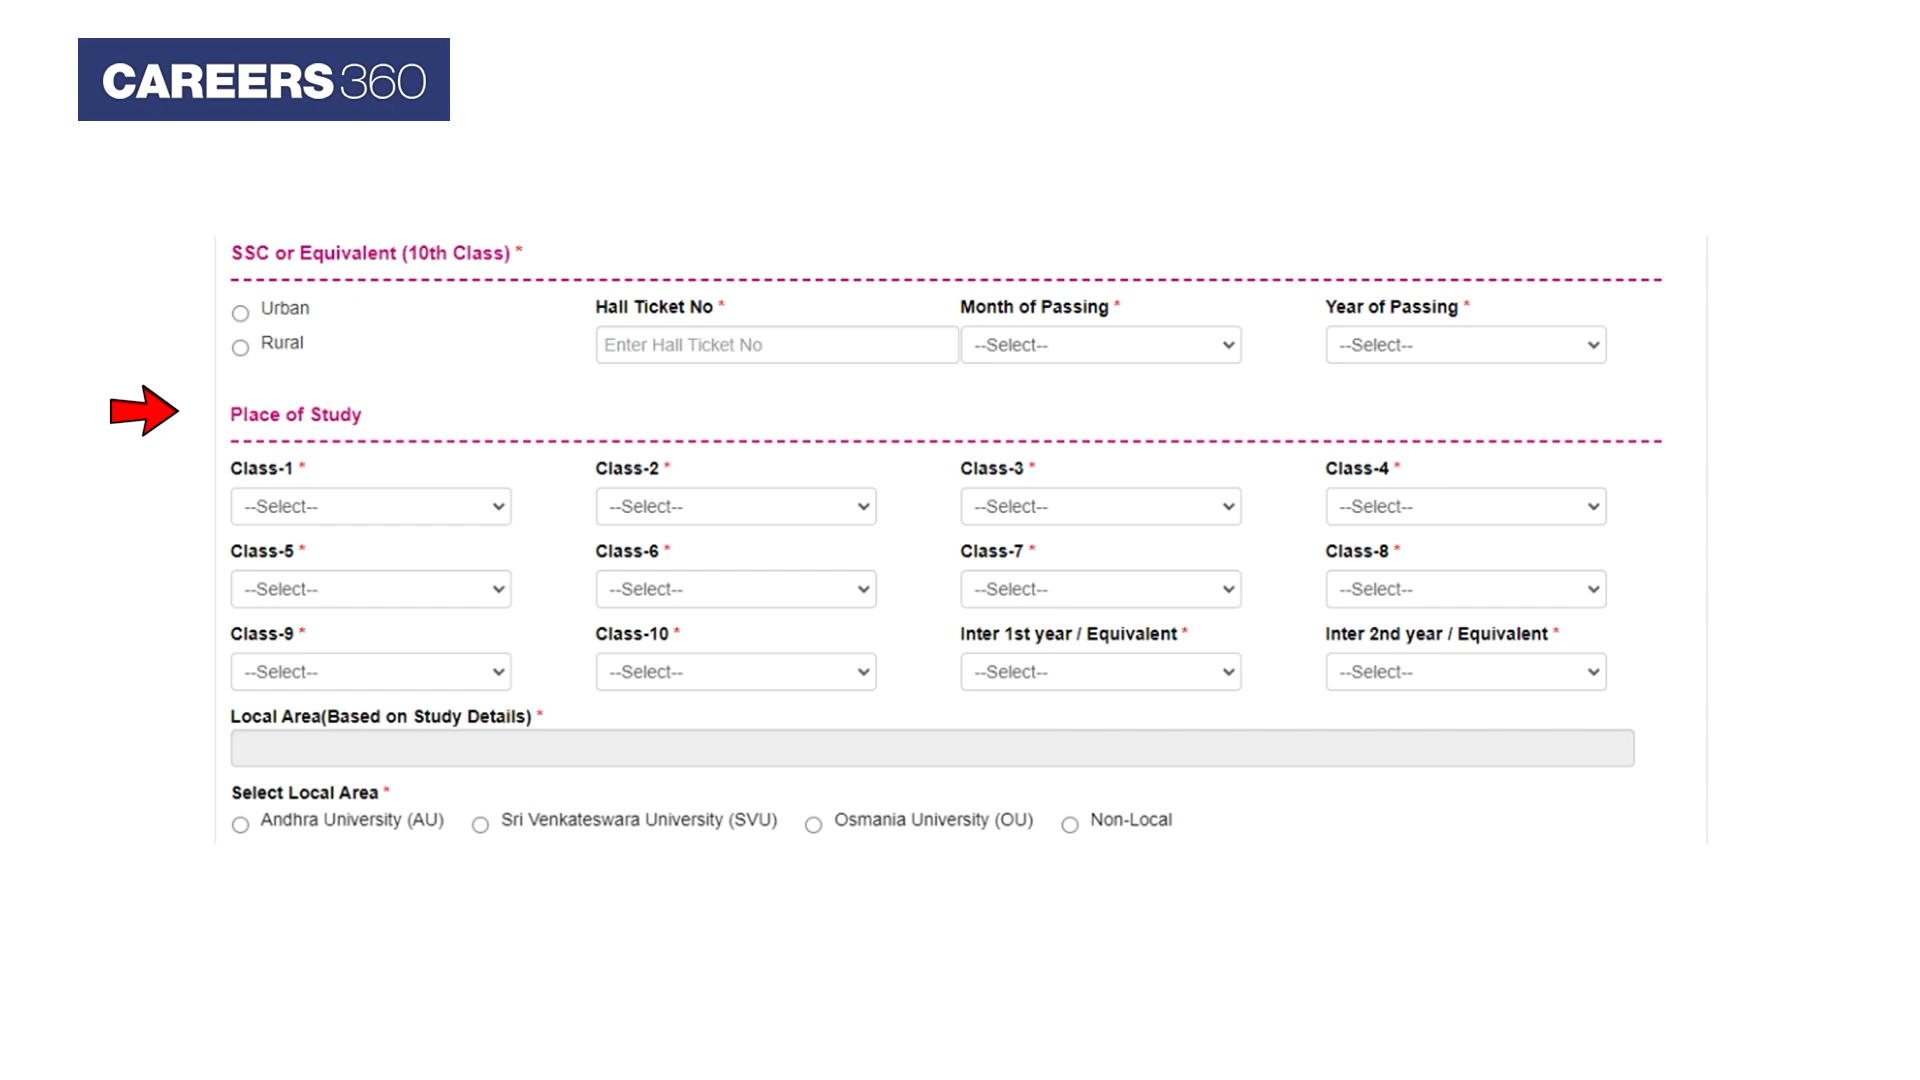 CAREERS360
SSC or Equivalent (10th Class) *
Urban
Rural
Hall Ticket No *
Enter Hall Ticket No
Month of Passing *
--Select--
Year of Passing *
--Select--
Place of Study
Class-1 *
--Select--
Class-2 *
--Select--
Class-3 *
--Select--
Class-4 *
--Select--
Class-5 *
--Select--
Class-6 *
--Select--
Class-7 *
--Select--
Class-8 *
--Select--
Class-9 *
--Select--
Class-10 *
--Select--
Inter 1st year / Equivalent *
--Select--
Inter 2nd year / Equivalent *
--Select--
Local Area(Based on Study Details) *
Select Local Area *
Andhra University (AU)
Sri Venkateswara University (SVU)
Osmania University (OU)
Non-Local